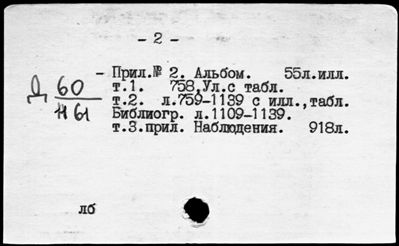 - 2 -
- Прил.№ 2. Альбом. 55л.илл.
Д 60
т.1. 758,Ул.с табл.
т.2. л.759-1139 с илл.,табл.
Н 61
Библиогр. л.1109-1139.
т.3.прил. Наблюдения. 918л.
лб